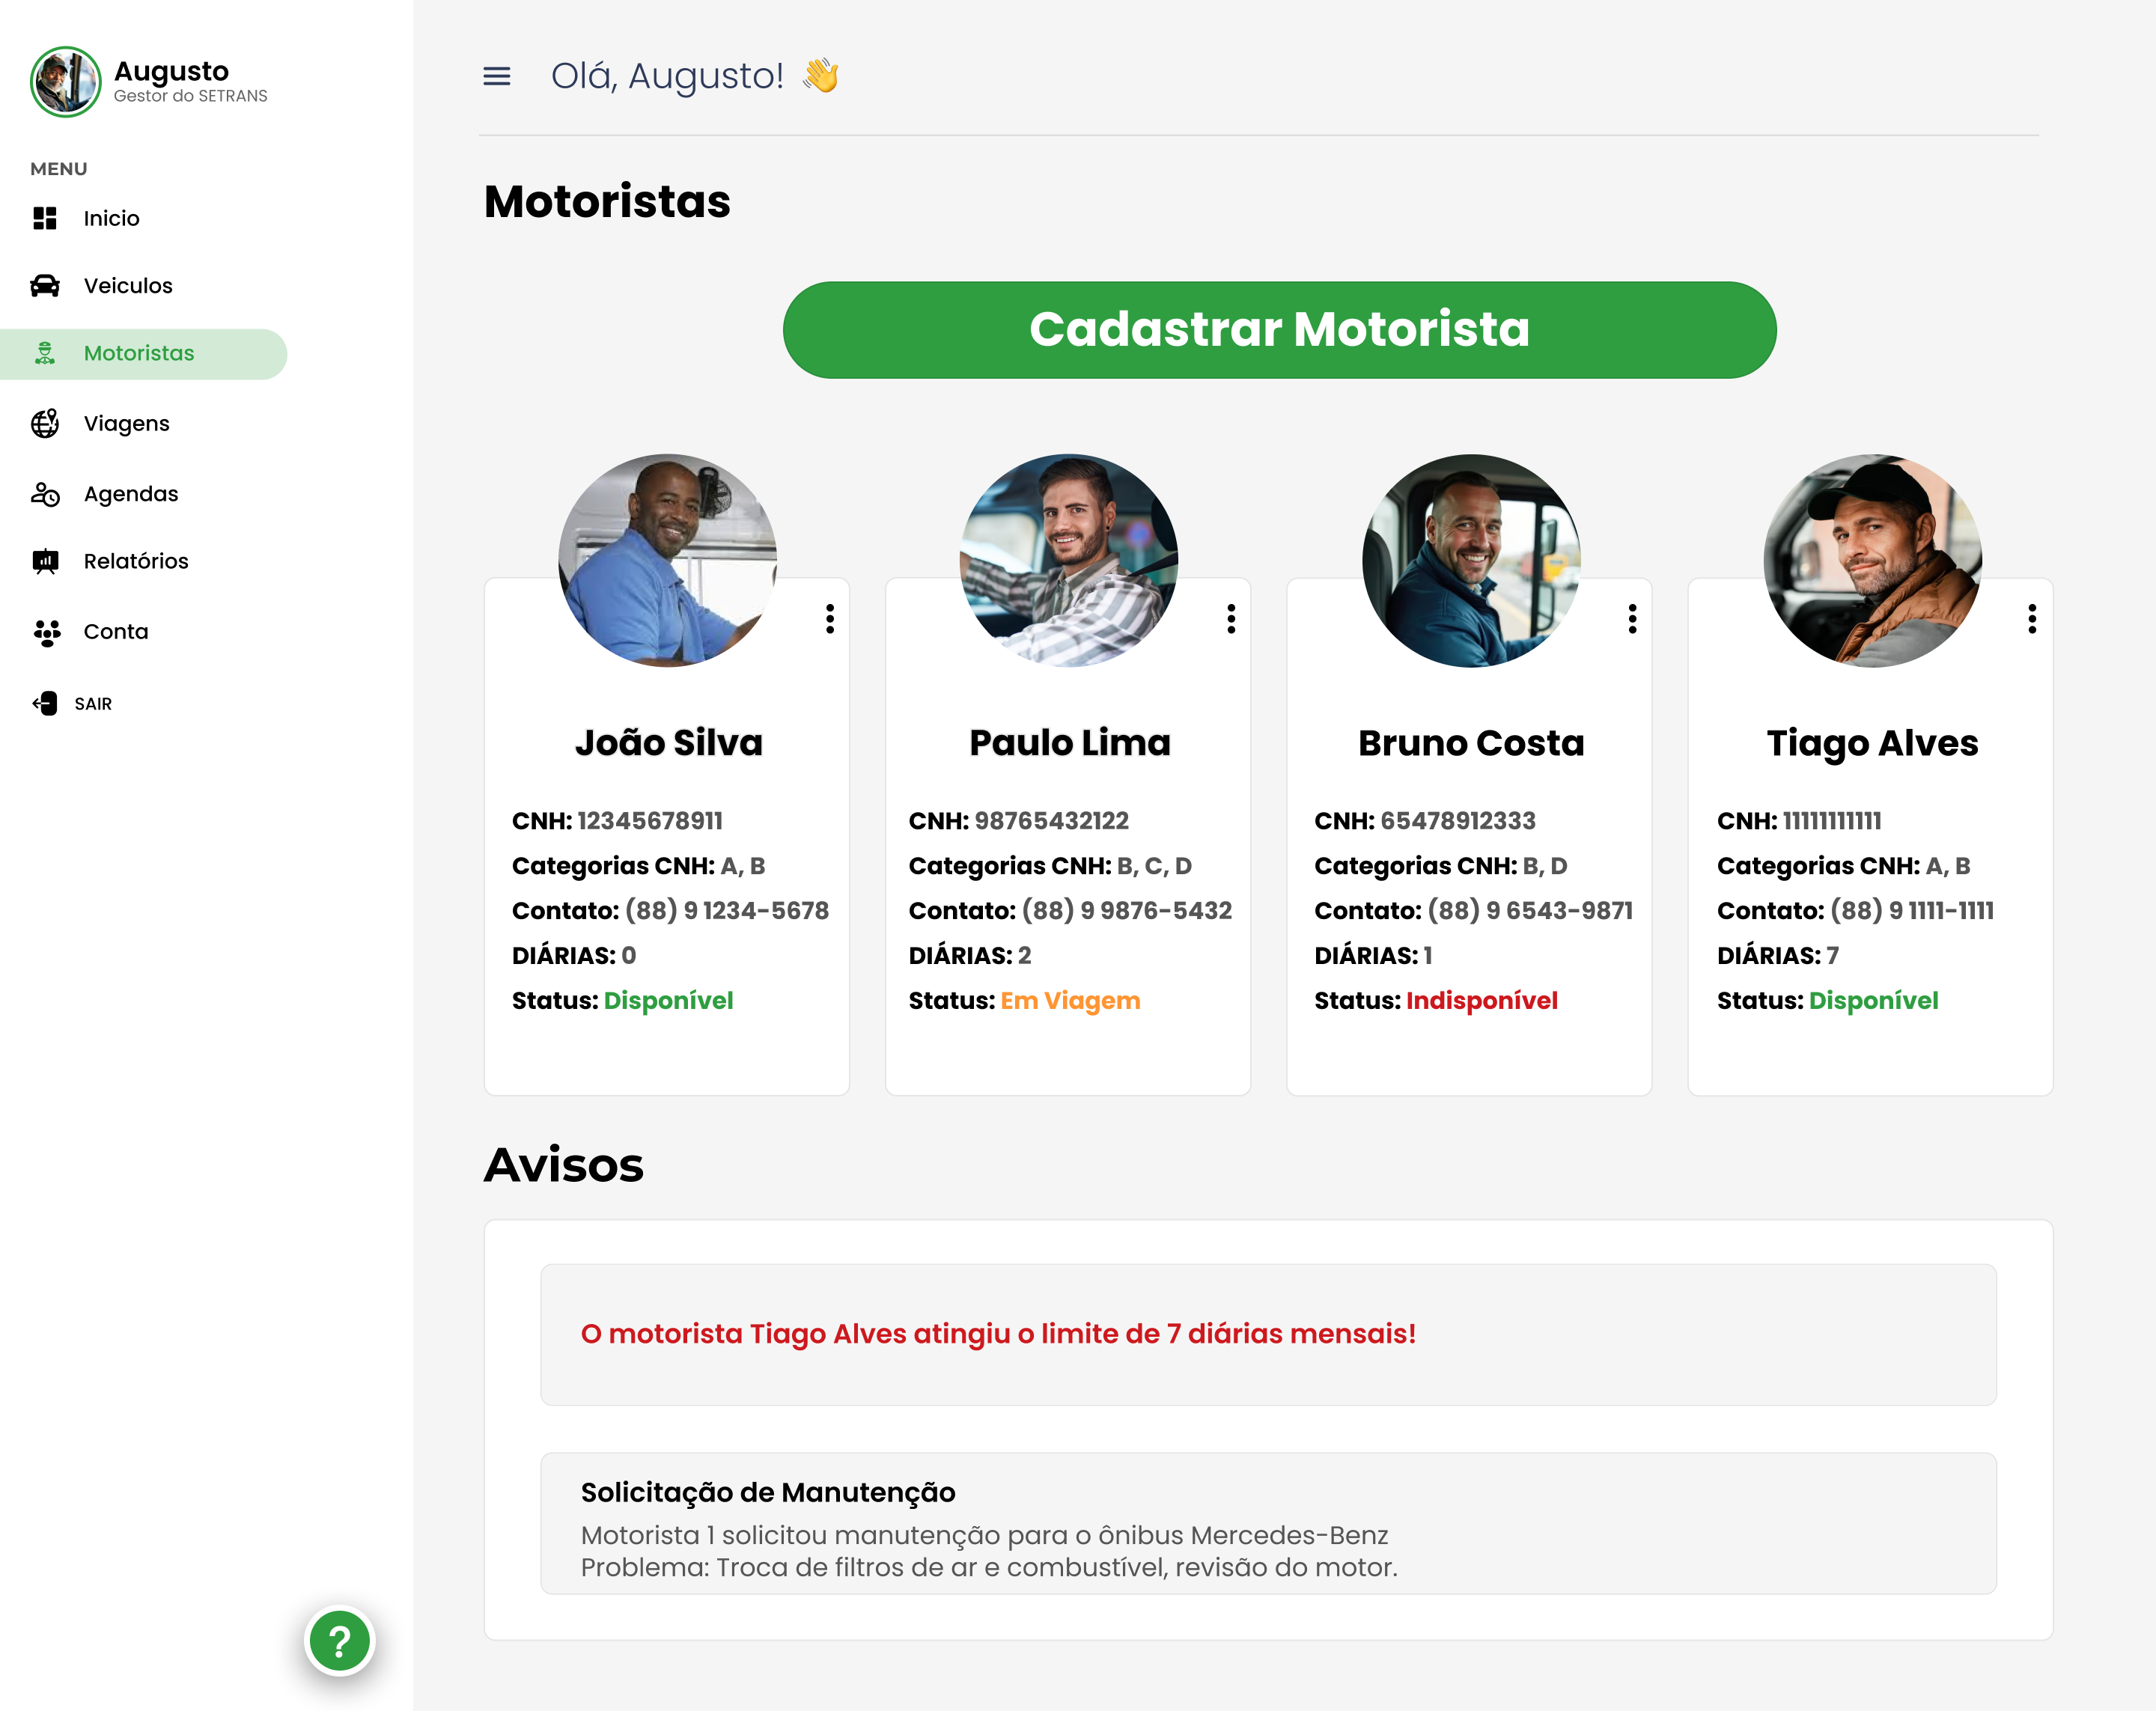 Augusto
Gestor do SETRANS
MENU
Inicio
Veiculos
Motoristas
Viagens
Agendas
Relatórios
Conta
SAIR
?
Olá, Augusto! 👋
Motoristas
Cadastrar Motorista
João Silva
CNH: 12345678911
Categorias CNH: A, B
Contato: (88) 9 1234-5678
DIÁRIAS: 0
Status: Disponível
Paulo Lima
CNH: 98765432122
Categorias CNH: B, C, D
Contato: (88) 9 9876-5432
DIÁRIAS: 2
Status: Em Viagem
Bruno Costa
CNH: 65478912333
Categorias CNH: B, D
Contato: (88) 9 6543-9871
DIÁRIAS: 1
Status: Indisponível
Tiago Alves
CNH: 11111111111
Categorias CNH: A, B
Contato: (88) 9 1111-1111
DIÁRIAS: 7
Status: Disponível
Avisos
O motorista Tiago Alves atingiu o limite de 7 diárias mensais!
Solicitação de Manutenção
Motorista 1 solicitou manutenção para o ônibus Mercedes-Benz
Problema: Troca de filtros de ar e combustível, revisão do motor.